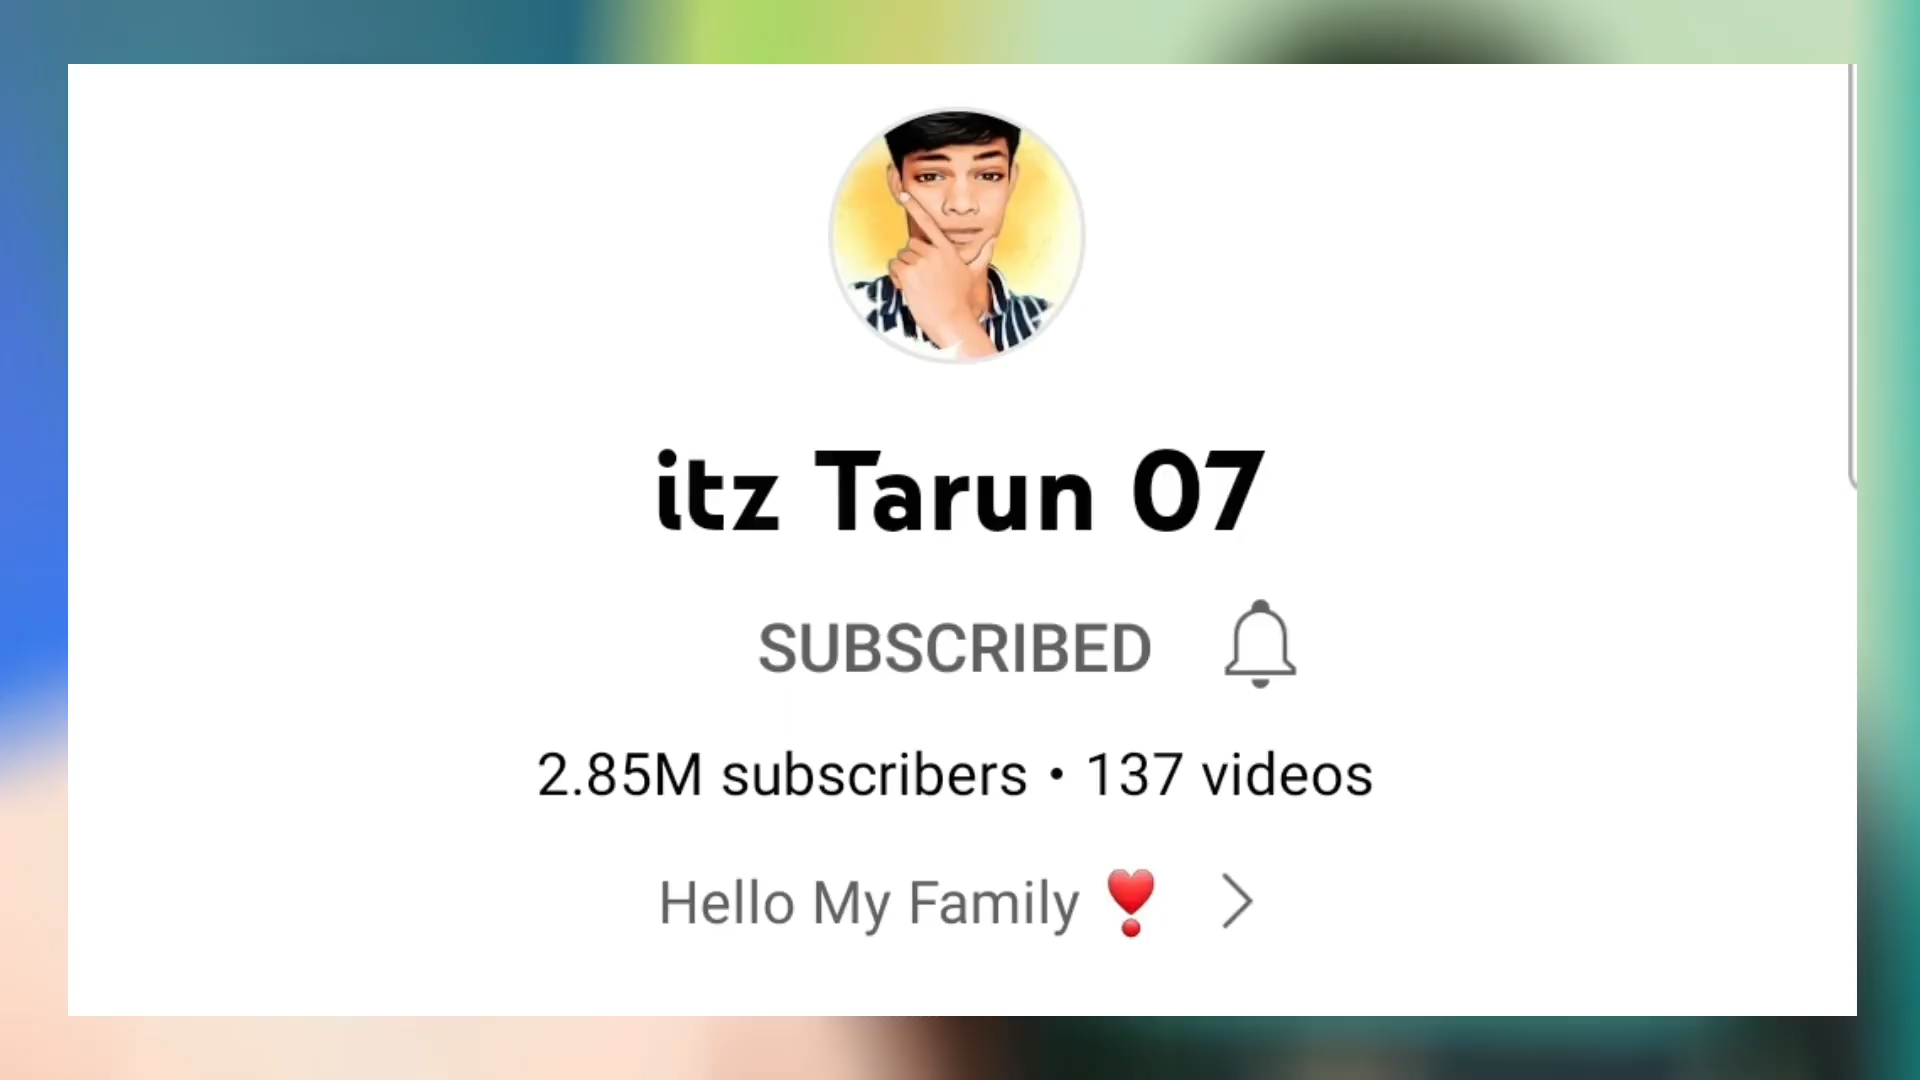 itz Tarun 07
SUBSCRIBED
2.85M subscribers • 137 videos
Hello My Family ❣️